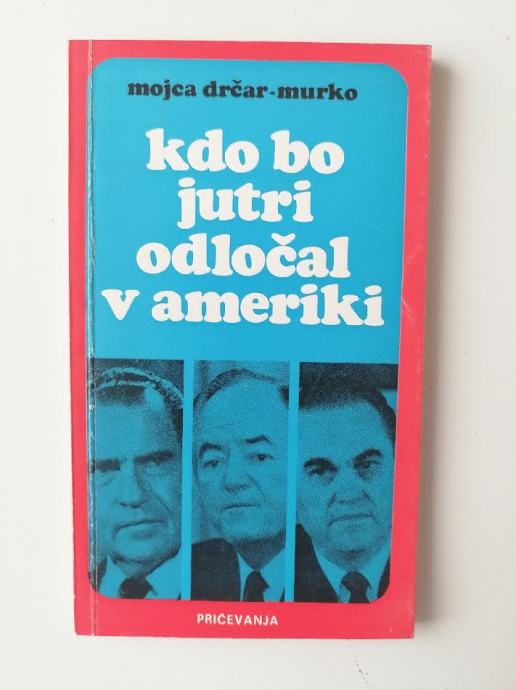 mojca drčar-murko
kdo bo
jutri
odločal
v ameriki
PRIČEVANJA